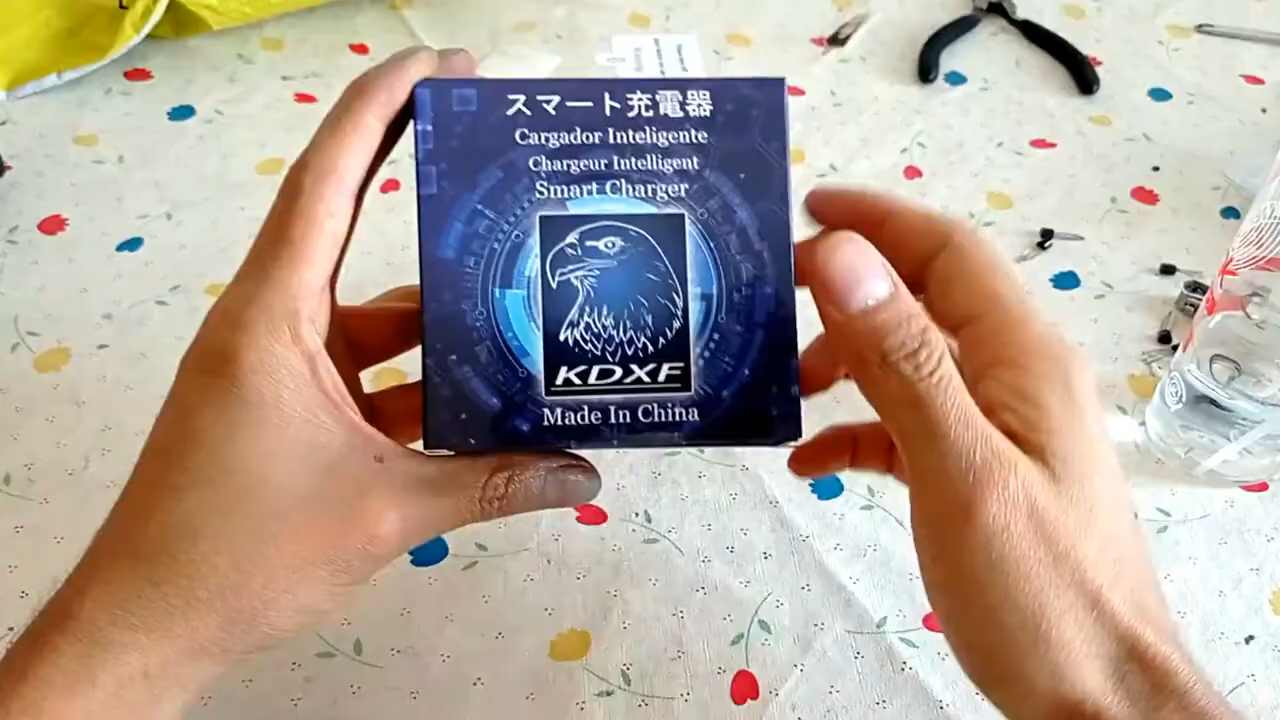 スマート充電器
Cargador Inteligente
Chargeur Intelligent
Smart Charger
KDXF
Made In China